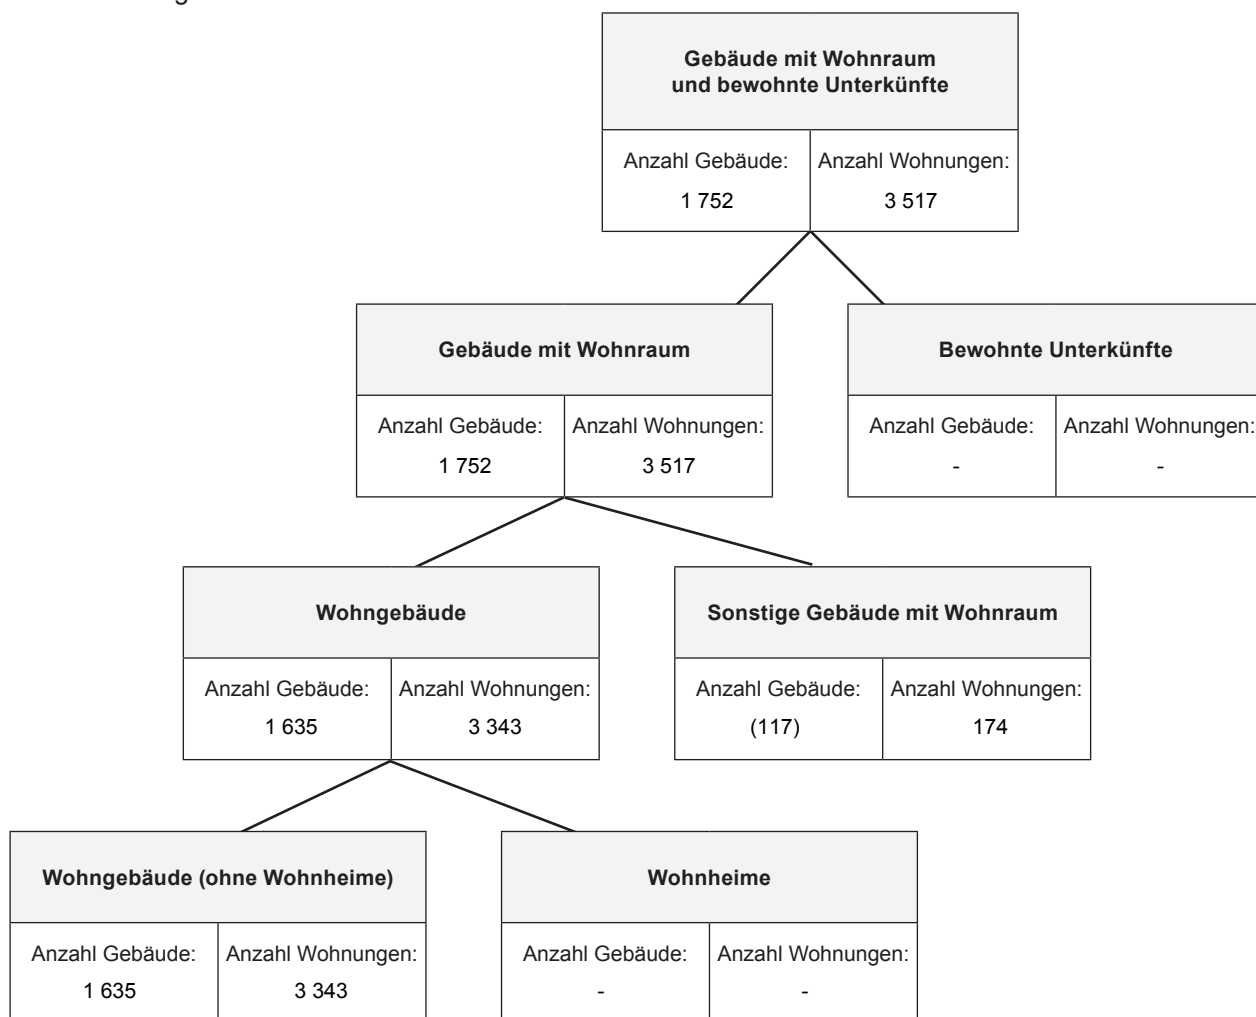 Gebäude mit Wohnraum
und bewohnte Unterkünfte
Anzahl Gebäude: Anzahl Wohnungen:
1 752 3 517
Gebäude mit Wohnraum
Anzahl Gebäude: Anzahl Wohnungen:
1 752 3 517
Bewohnte Unterkünfte
Anzahl Gebäude: Anzahl Wohnungen:
- -
Wohngebäude
Anzahl Gebäude: Anzahl Wohnungen:
1 635 3 343
Sonstige Gebäude mit Wohnraum
Anzahl Gebäude: Anzahl Wohnungen:
(117) 174
Wohngebäude (ohne Wohnheime)
Anzahl Gebäude: Anzahl Wohnungen:
1 635 3 343
Wohnheime
Anzahl Gebäude: Anzahl Wohnungen:
- -